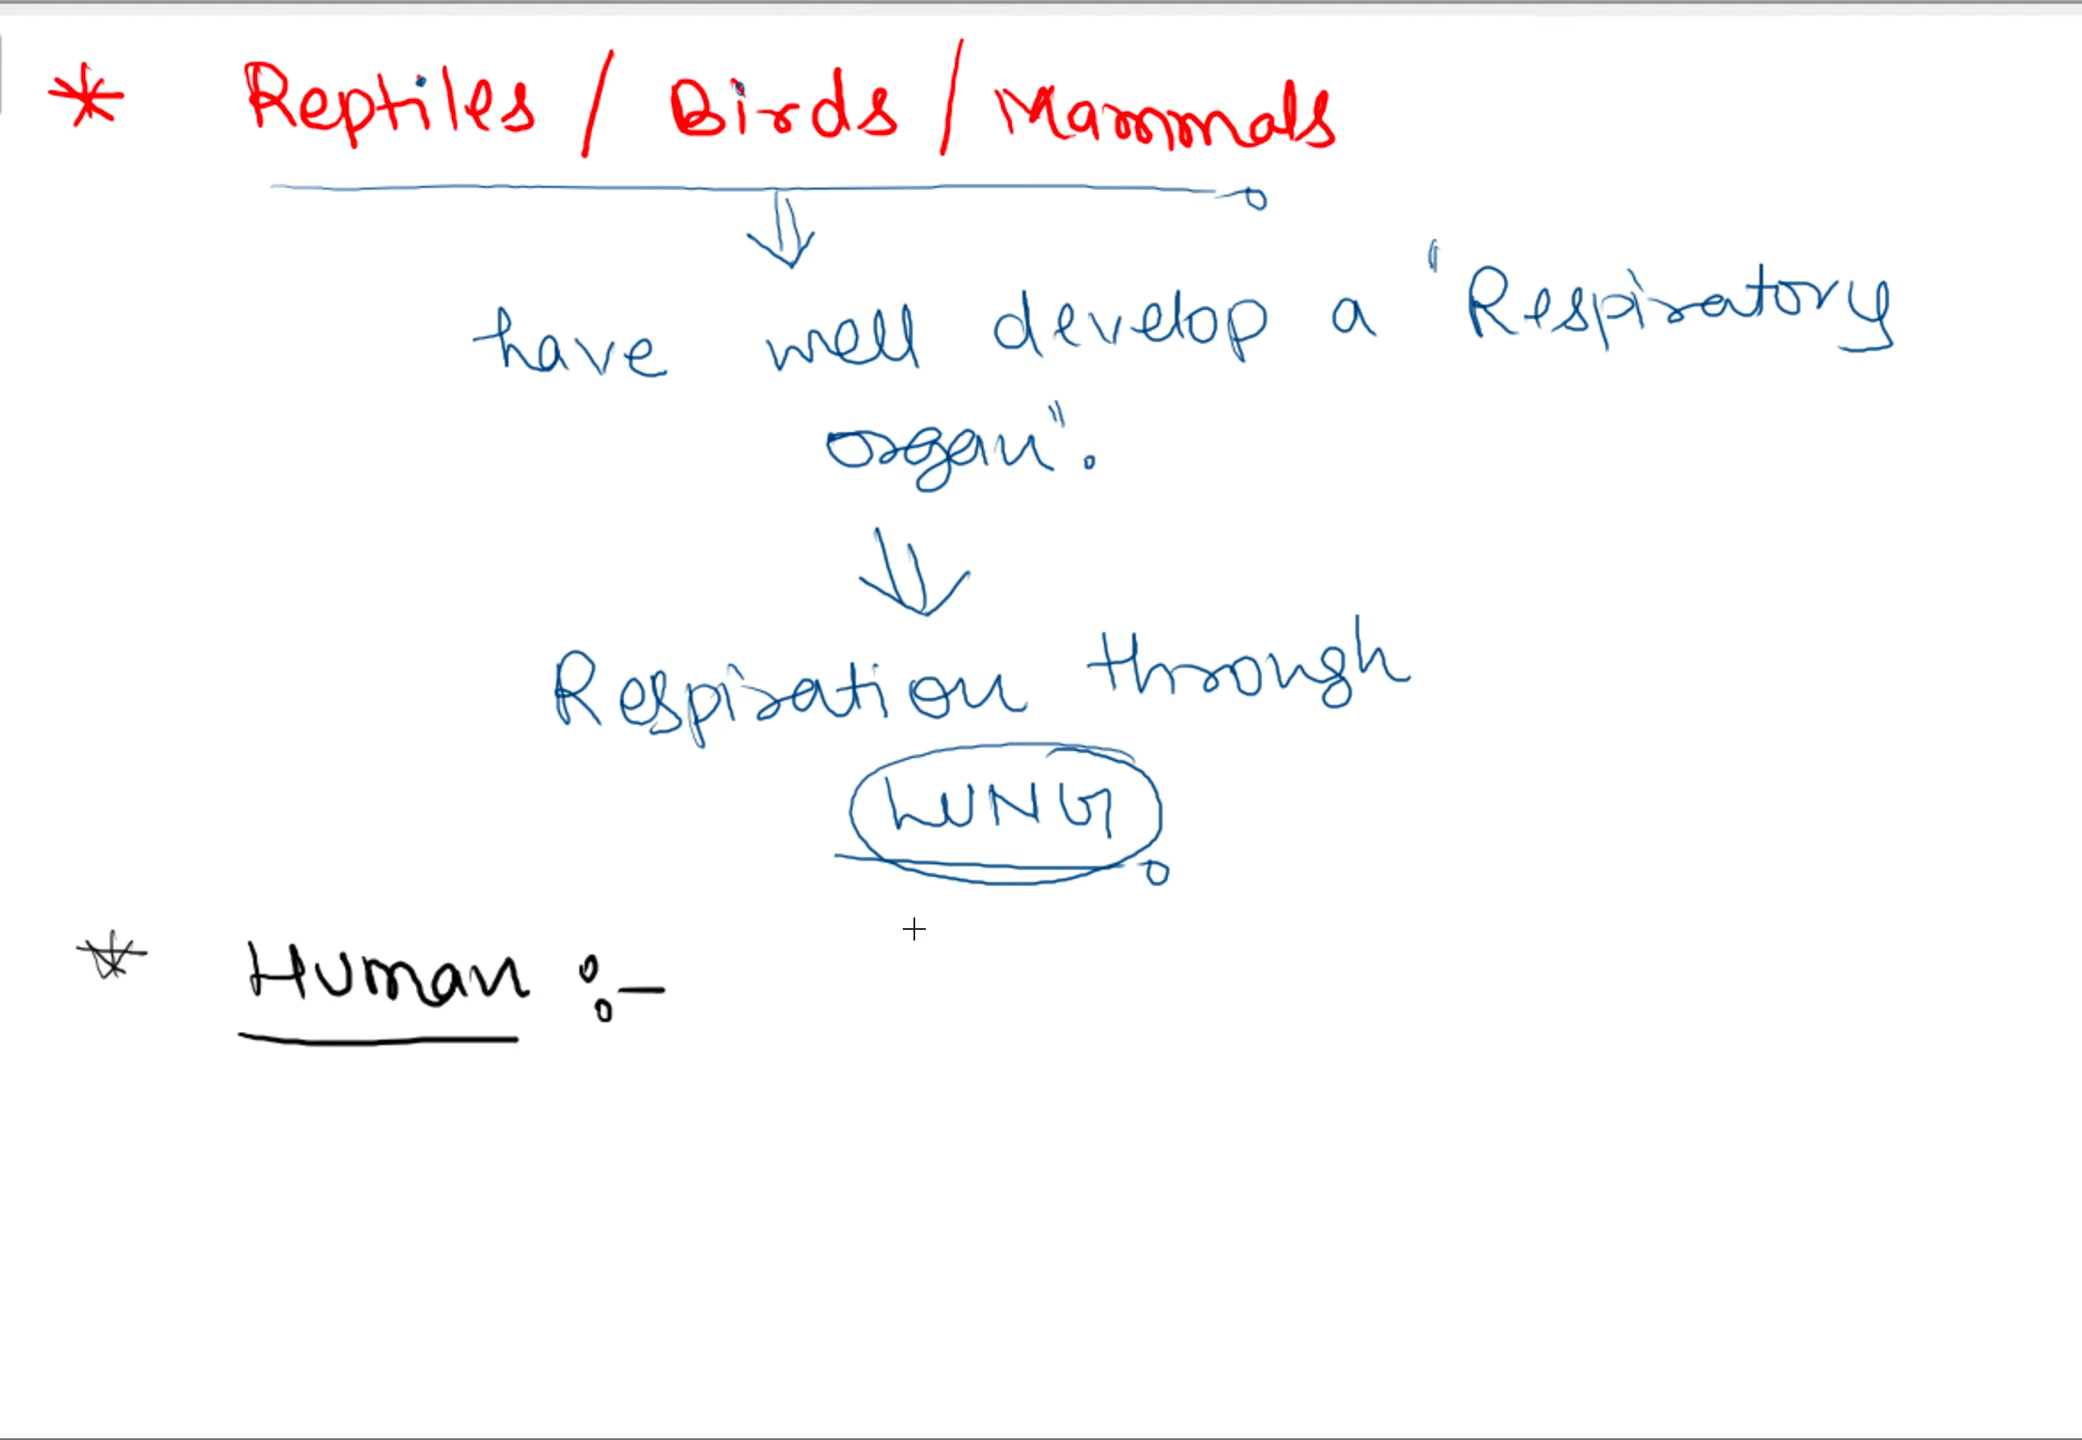 * Reptiles / Birds / Mammals
have well develop a "Respiratory
organ".
Respiration through
LUNG
* Human :-